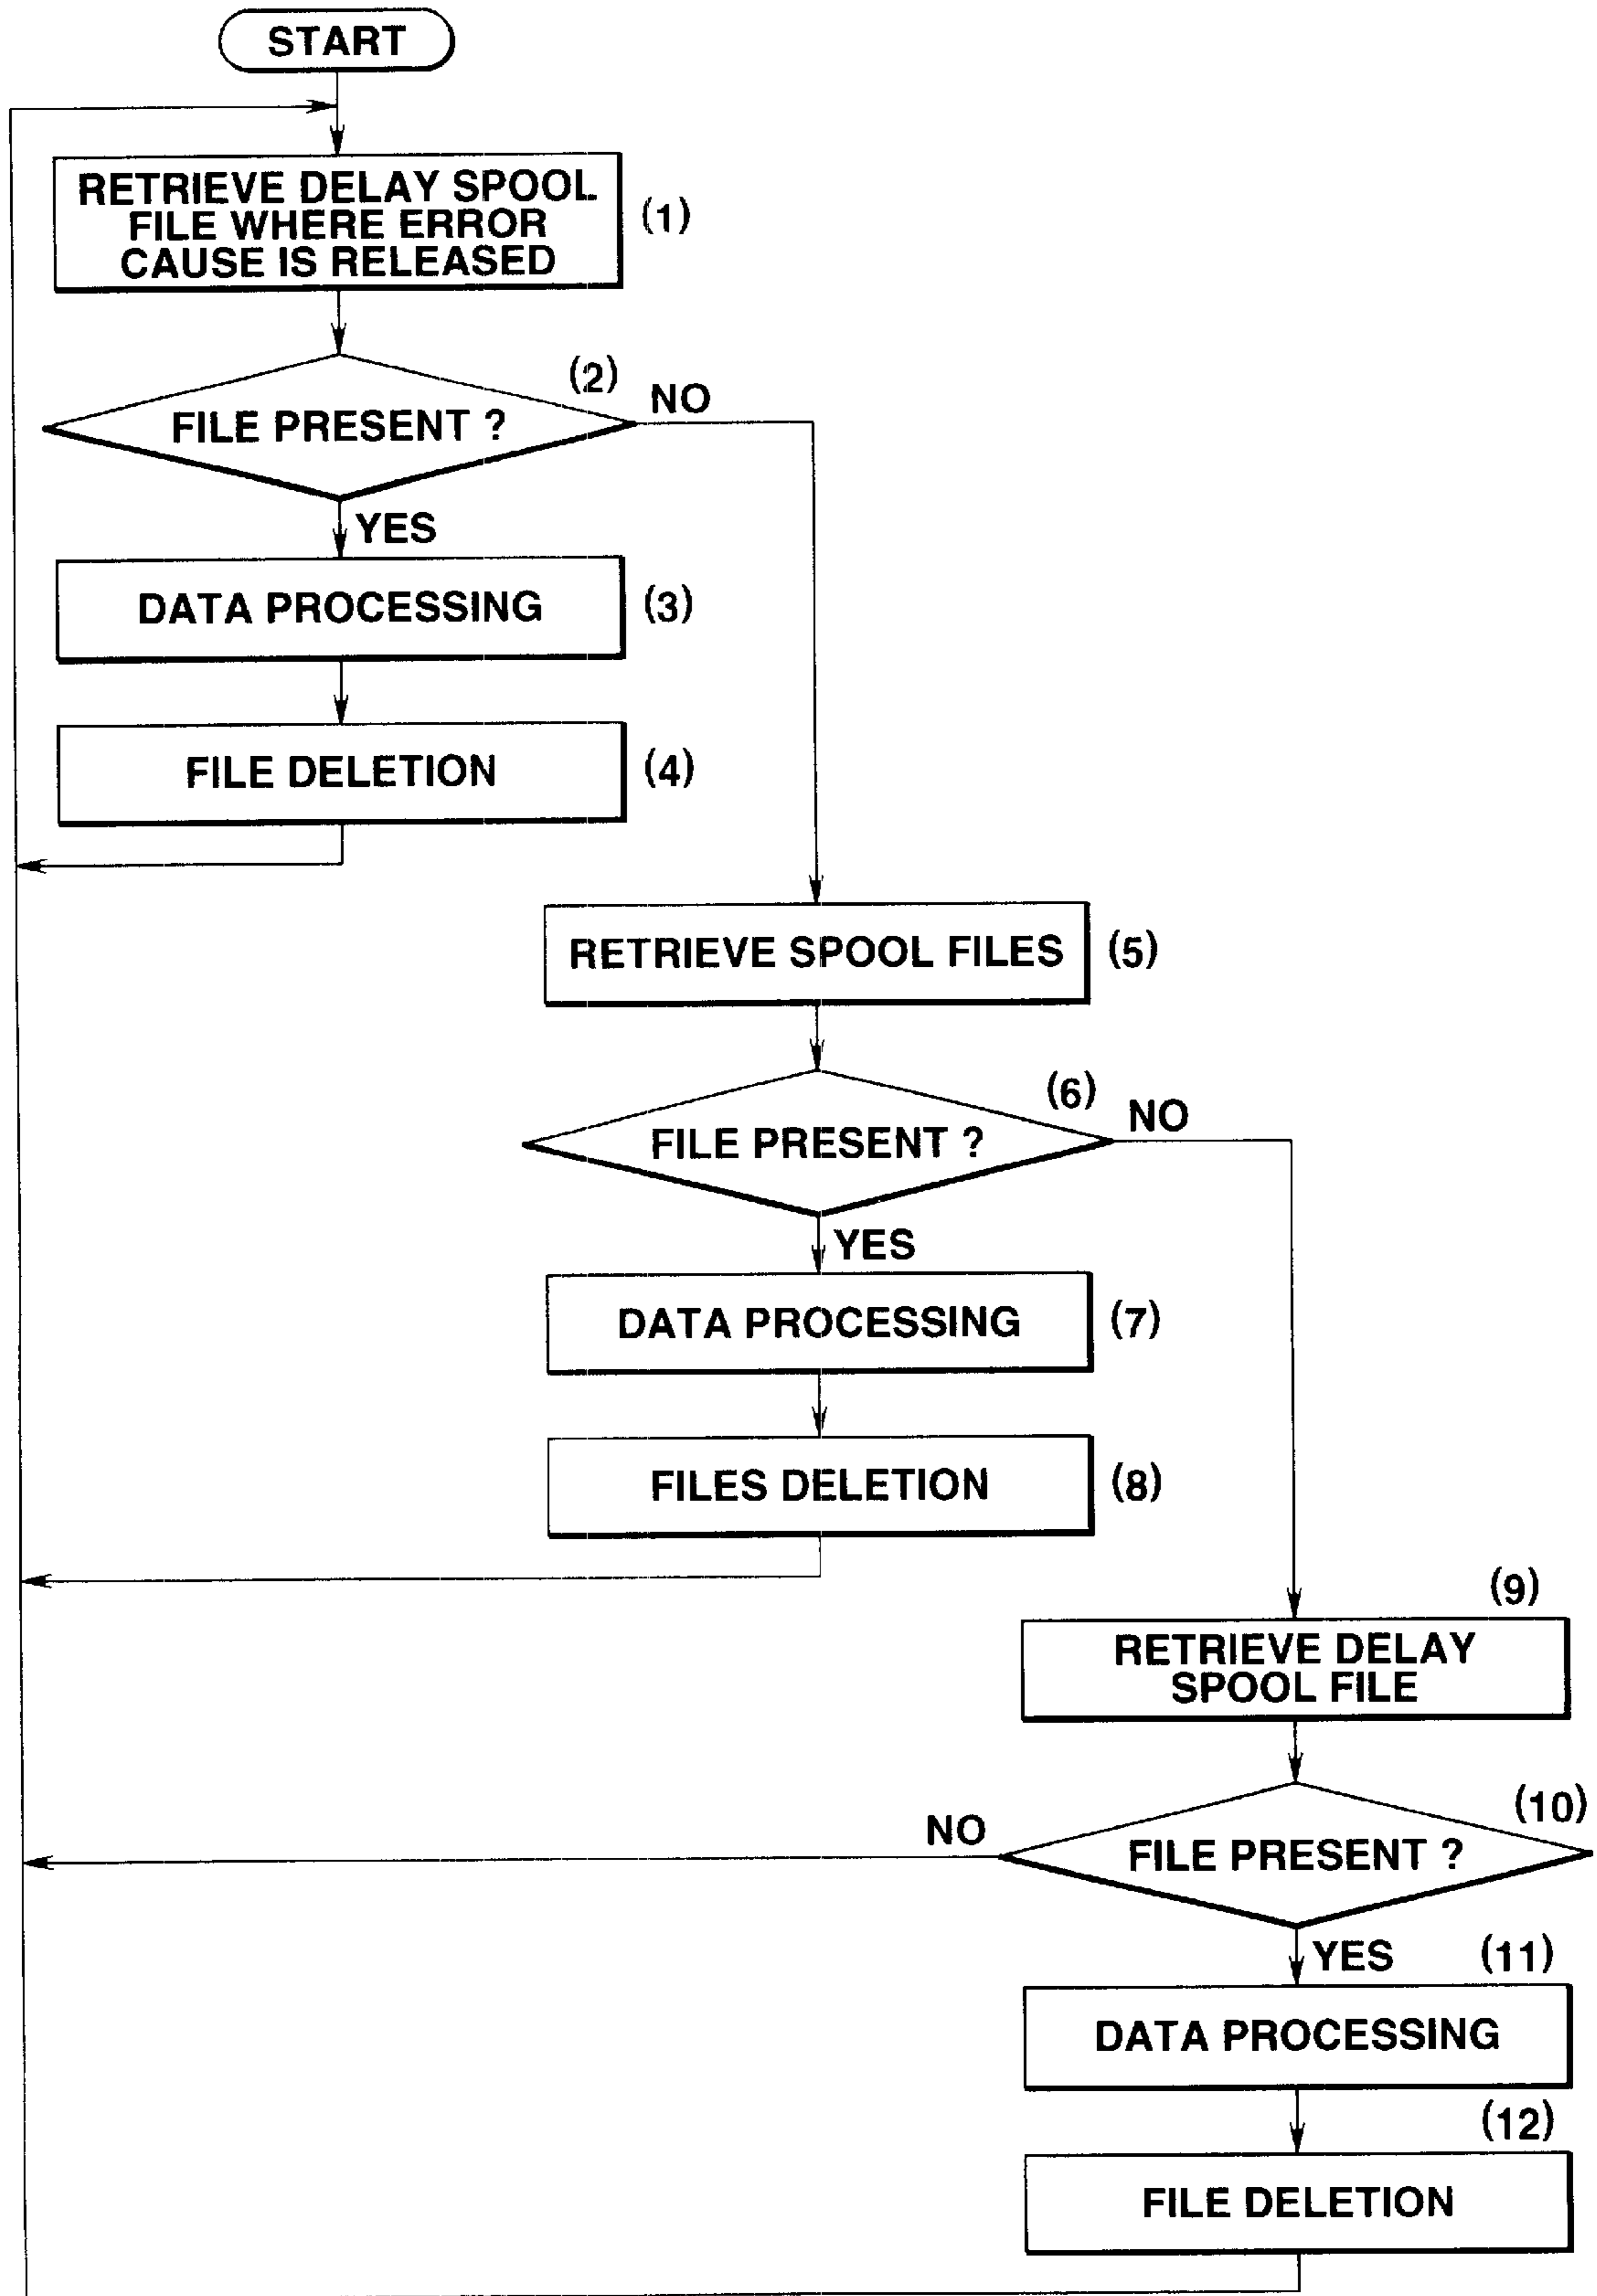 START
RETRIEVE DELAY SPOOL
FILE WHERE ERROR
CAUSE IS RELEASED
(1)
(2)
NO
FILE PRESENT ?
YES
DATA PROCESSING
(3)
FILE DELETION
(4)
RETRIEVE SPOOL FILES
(5)
(6)
NO
FILE PRESENT ?
YES
DATA PROCESSING
(7)
FILES DELETION
(8)
(9)
RETRIEVE DELAY
SPOOL FILE
(10)
NO
FILE PRESENT ?
YES
(11)
DATA PROCESSING
(12)
FILE DELETION